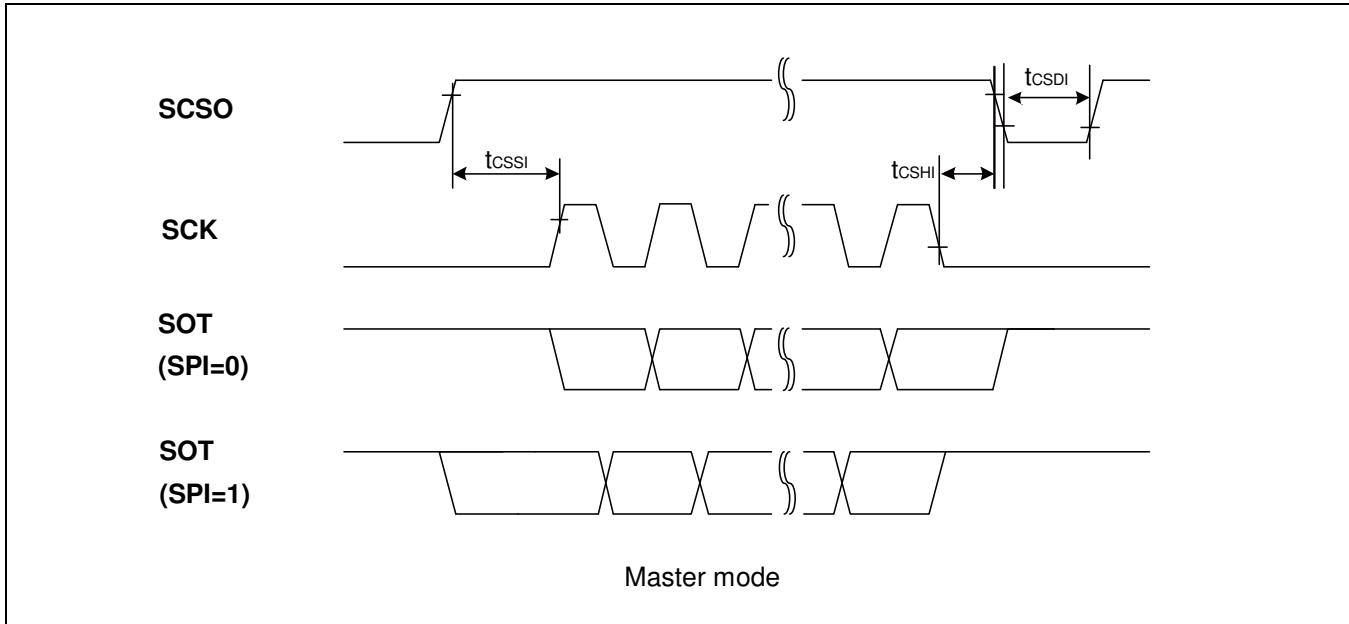 SCSO
tCSDI
tCSSI
tCSHI
SCK
SOT
(SPI=0)
SOT
(SPI=1)
Master mode